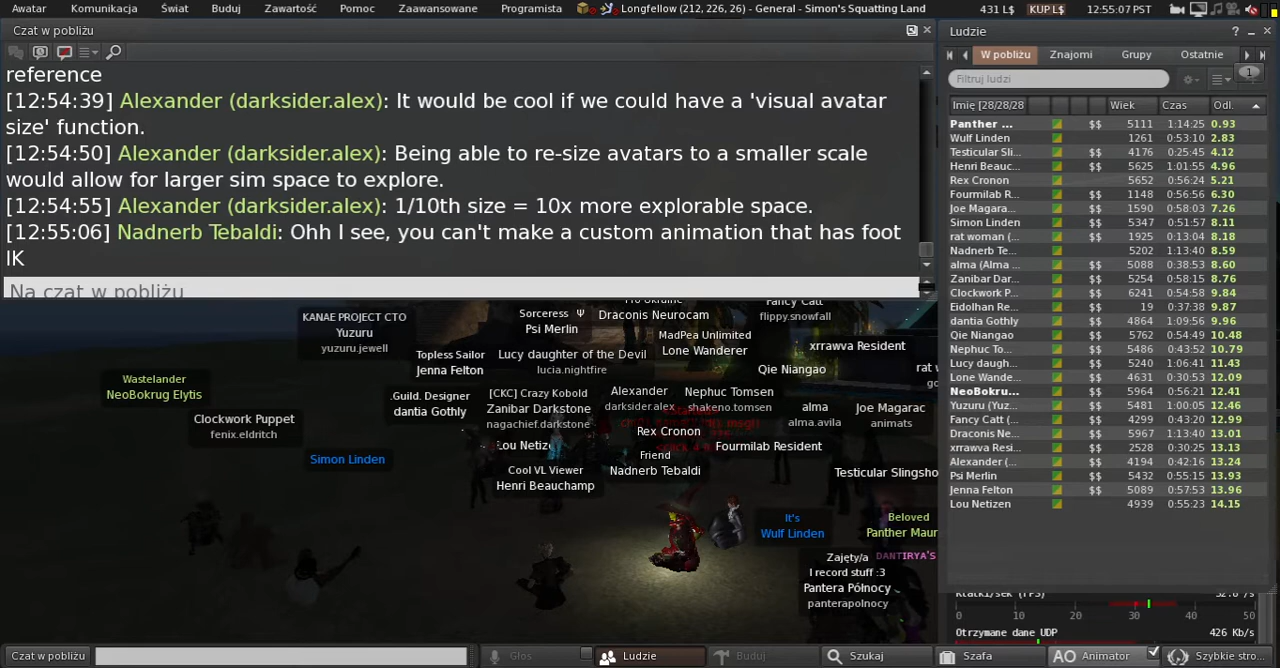 Awatar Komunikacja Świat Buduj Zawartość Pomoc Zaawansowane Programista Longfellow (212, 226, 26) - General - Simon's Squatting Land 431 L$ KUP L$ 12:55:07 PST
Czat w pobliżu
reference
[12:54:39] Alexander (darksider.alex): It would be cool if we could have a 'visual avatar
size' function.
[12:54:50] Alexander (darksider.alex): Being able to re-size avatars to a smaller scale
would allow for larger sim space to explore.
[12:54:55] Alexander (darksider.alex): 1/10th size = 10x more explorable space.
[12:55:06] Nadnerb Tebaldi: Ohh I see, you can't make a custom animation that has foot
IK
Na czat w pobliżu
Ludzie
W pobliżu Znajomi Grupy Ostatnie
Filtruj ludzi
1
Imię [28/28/28 Wiek Czas Odl.
Panther ... $$ 5111 1:14:25 0.93
Wulf Linden 1261 0:53:10 2.83
Testicular Sli... $$ 4176 0:25:45 4.12
Henri Beauc... $$ 5625 1:01:55 4.96
Rex Cronon 5652 0:56:24 5.21
Fourmilab R... $$ 1148 0:56:56 6.30
Joe Magara... $$ 1590 0:58:03 7.26
Simon Linden 5347 0:51:57 8.11
rat woman (... $$ 1925 0:13:04 8.18
Nadnerb Te... 5202 1:13:40 8.59
alma (Alma ... $$ 5088 0:38:53 8.60
Zanibar Dar... $$ 5254 0:58:15 8.76
Clockwork P... $$ 6241 0:54:58 9.84
Eidolhan Re... $$ 19 0:37:38 9.87
dantia Gothly $$ 4864 1:09:56 9.96
Qie Niangao $$ 5762 0:54:49 10.48
Nephuc To... $$ 5486 0:43:52 10.79
Lucy daugh... $$ 5240 1:06:41 11.43
Lone Wande... $$ 4631 0:30:53 12.09
NeoBokru... $$ 5964 0:56:21 12.41
Yuzuru (Yuz... $$ 5481 1:00:05 12.46
Fancy Catt (... $$ 4299 0:43:20 12.99
Draconis Ne... $$ 5967 1:13:40 13.01
xrrawva Resi... $$ 2528 0:30:25 13.13
Alexander (... $$ 4194 0:42:16 13.24
Psi Merlin $$ 5432 0:55:15 13.93
Jenna Felton $$ 5089 0:57:53 13.96
Lou Netizen 4939 0:55:23 14.15
Fancy Catt
flippy.snowfall
KANAE PROJECT CTO
Yuzuru
yuzuru.jewell
Sorceress Ψ
Psi Merlin
Draconis Neurocam
MadPea Unlimited
Lone Wanderer
xrrawva Resident
Topless Sailor
Jenna Felton
Lucy daughter of the Devil
lucia.nightfire
Qie Niangao
rat w
Wastelander
NeoBokrug Elytis
.Guild. Designer
dantia Gothly
[CKC] Crazy Kobold
Zanibar Darkstone
nagachief.darkstone
Alexander
darksider.alex
Nephuc Tomsen
shakeno.tomsen
alma
alma.avila
Joe Magarac
animats
Clockwork Puppet
fenix.eldritch
Rex Cronon
Lou Netize
Fourmilab Resident
Simon Linden
Friend
Nadnerb Tebaldi
Cool VL Viewer
Henri Beauchamp
Testicular Slingsho
It's
Wulf Linden
Beloved
Panther Maur
Zajęty/a
I record stuff :3
Pantera Północy
panterapolnocy
DANTIRYA'S
Klatki/sek (FPS) 32.6 /s
0 10 20 30 40 50
Otrzymane dane UDP 426 Kb/s
Czat w pobliżu Głos Ludzie Buduj Szukaj Szafa AO Animator Szybkie stro...